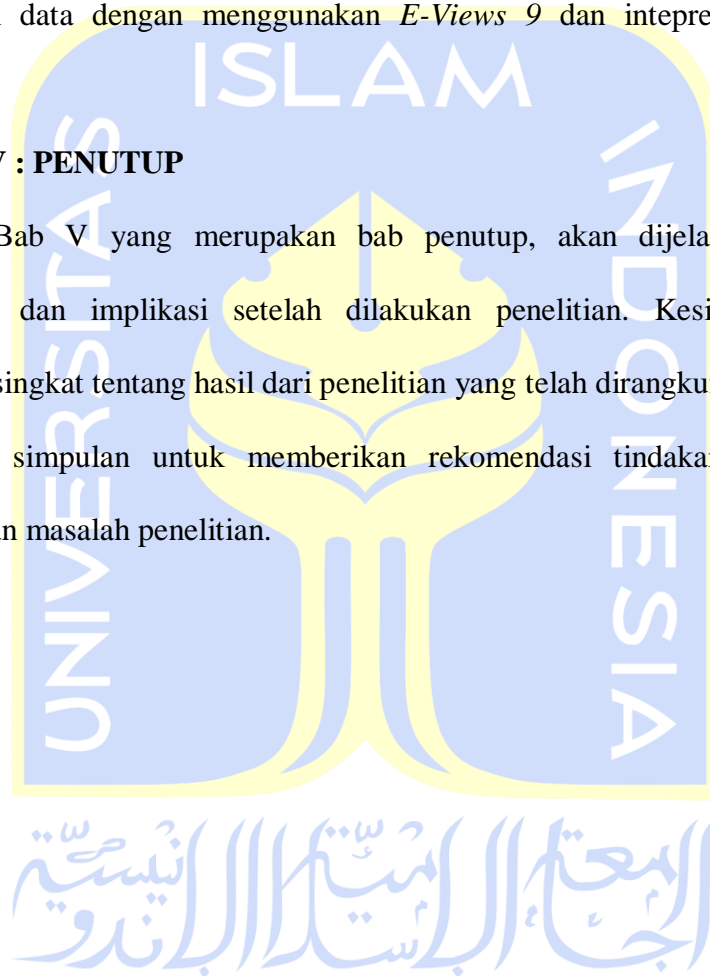 data dengan menggunakan E-Views 9 dan intepre
ISLAM
UNIVERSITAS
INDONESIA
: PENUTUP
Bab V yang merupakan bab penutup, akan dijela
dan implikasi setelah dilakukan penelitian. Kesi
singkat tentang hasil dari penelitian yang telah dirangku
simpulan untuk memberikan rekomendasi tindaka
an masalah penelitian.